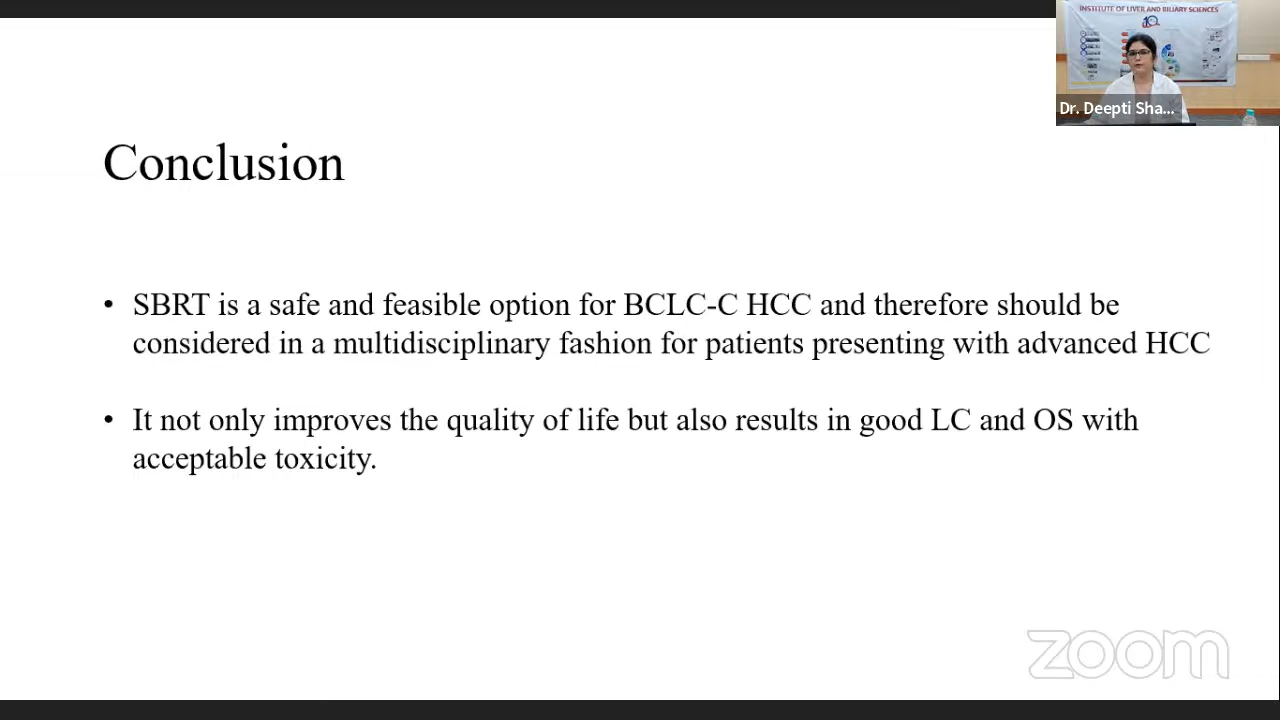 INSTITUTE OF LIVER AND BILIARY SCIENCES
10
Dr. Deepti Sha...
Conclusion
• SBRT is a safe and feasible option for BCLC-C HCC and therefore should be
considered in a multidisciplinary fashion for patients presenting with advanced HCC
• It not only improves the quality of life but also results in good LC and OS with
acceptable toxicity.
zoom